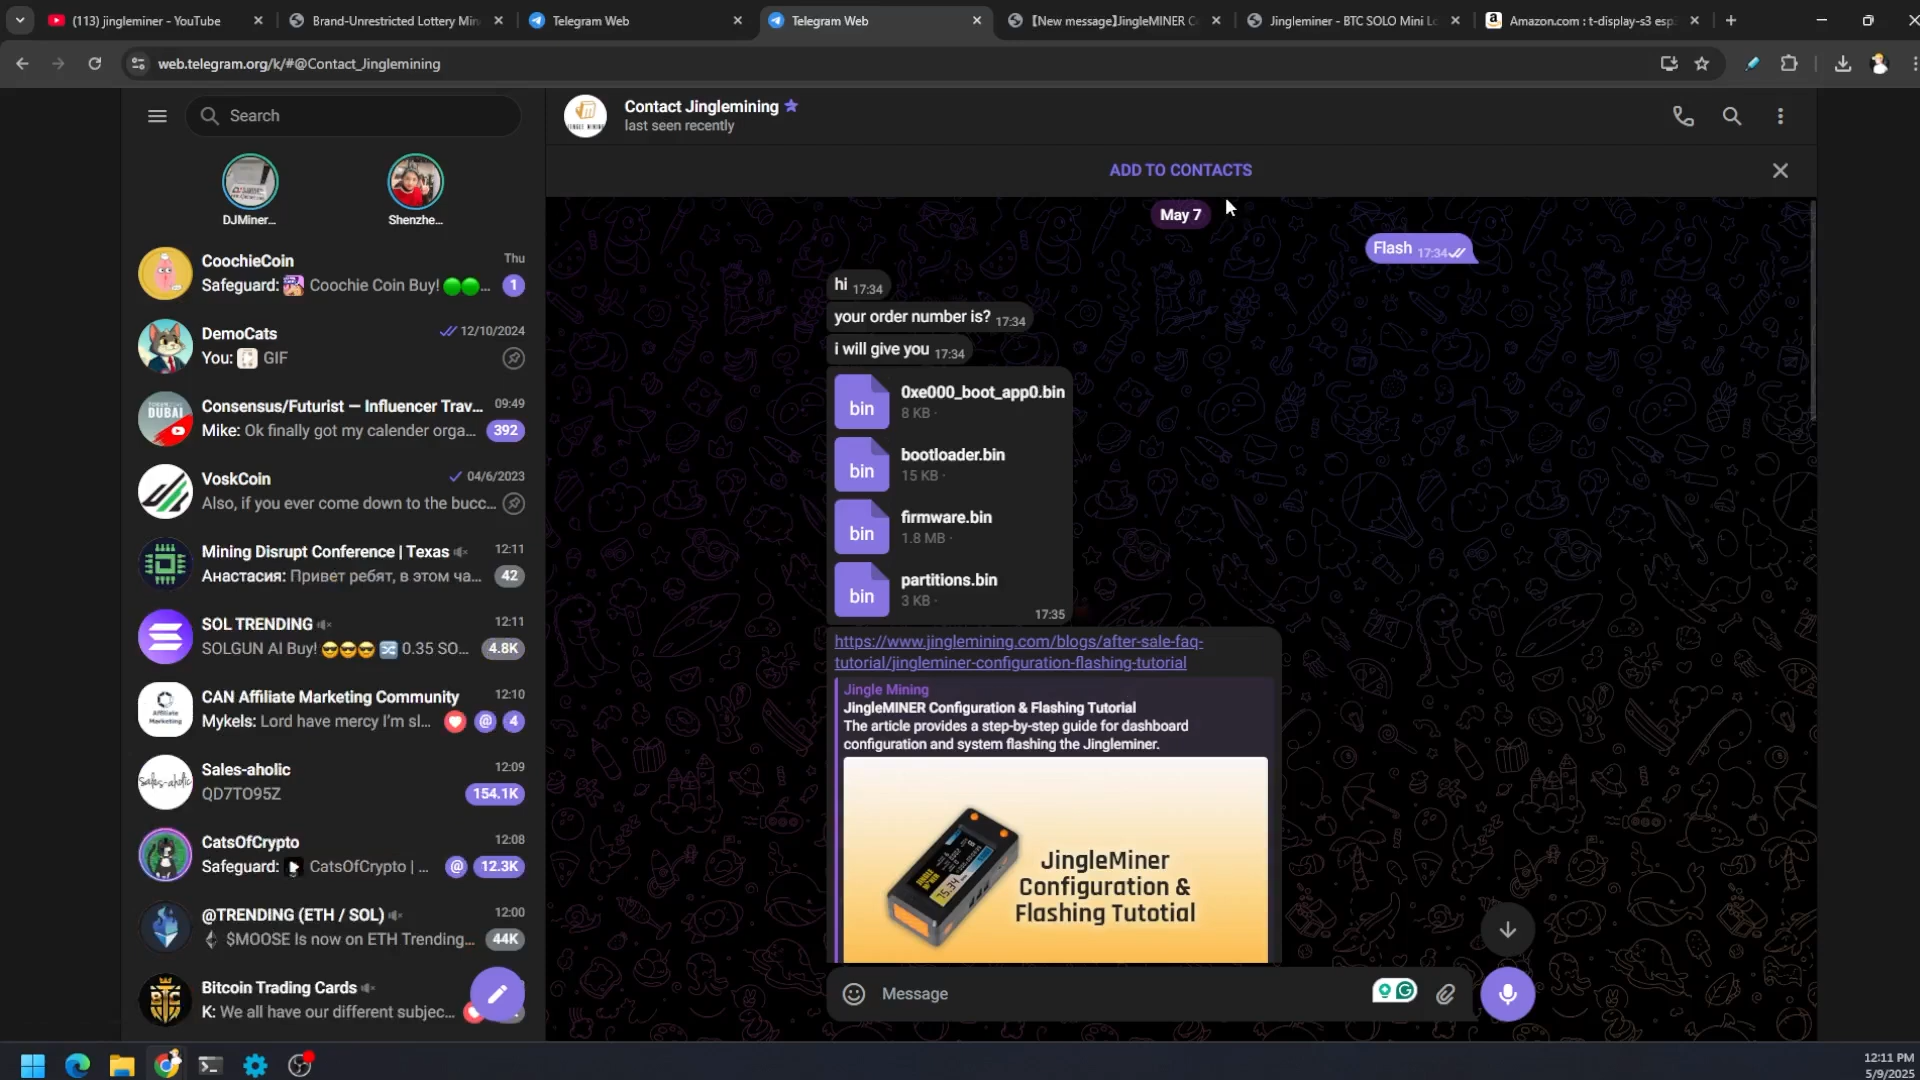 (113) jingleminer - YouTube
Brand-Unrestricted Lottery Min
Telegram Web
Telegram Web
【New message】JingleMINER C
Jingleminer - BTC SOLO Mini Lo
Amazon.com : t-display-s3 esp
web.telegram.org/k/#@Contact_Jinglemining
Search
DJMiner...
Shenzhe...
CoochieCoin
Thu
Safeguard: Coochie Coin Buy! 🟢🟢...
1
DemoCats
12/10/2024
You: GIF
Consensus/Futurist — Influencer Trav...
09:49
Mike: Ok finally got my calender orga...
392
VoskCoin
04/6/2023
Also, if you ever come down to the bucc...
Mining Disrupt Conference | Texas
12:11
Анастасия: Привет ребят, в этом ча...
42
SOL TRENDING
12:11
SOLGUN AI Buy! 😎😎😎 🔀 0.35 SO...
4.8K
CAN Affiliate Marketing Community
12:10
Mykels: Lord have mercy I'm sl...
@
4
Sales-aholic
12:09
QD7TO95Z
154.1K
CatsOfCrypto
12:08
Safeguard: CatsOfCrypto | ...
@
12.3K
@TRENDING (ETH / SOL)
12:00
$MOOSE Is now on ETH Trending...
44K
Bitcoin Trading Cards
K: We all have our different subjec...
Contact Jinglemining
last seen recently
ADD TO CONTACTS
May 7
Flash 17:34
hi 17:34
your order number is? 17:34
i will give you 17:34
bin
0xe000_boot_app0.bin
8 KB ·
bin
bootloader.bin
15 KB ·
bin
firmware.bin
1.8 MB ·
bin
partitions.bin
3 KB ·
17:35
https://www.jinglemining.com/blogs/after-sale-faq-
tutorial/jingleminer-configuration-flashing-tutorial
Jingle Mining
JingleMINER Configuration & Flashing Tutorial
The article provides a step-by-step guide for dashboard
configuration and system flashing the Jingleminer.
JingleMiner
Configuration &
Flashing Tutotial
Message
12:11 PM
5/9/2025